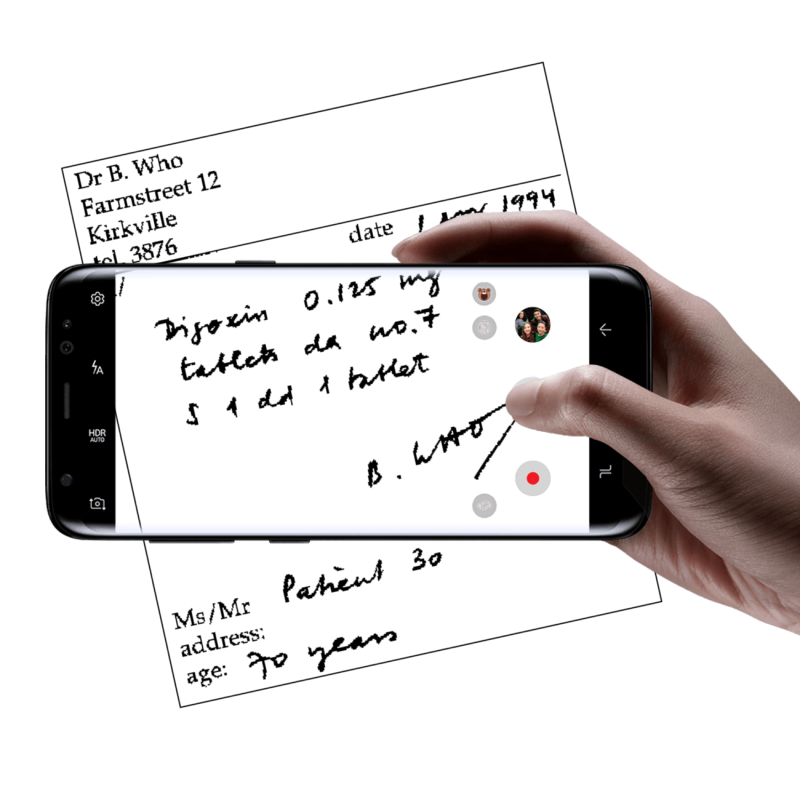 Dr B. Who
Farmstreet 12
Kirkville
tel. 3876
date 1 1994
Digoxin 0.125 mg
tablets da no. 7
S 1 dd 1 tablet
B. WHO
HDR
AUTO
Ms/Mr Patient 30
address:
age: 70 years